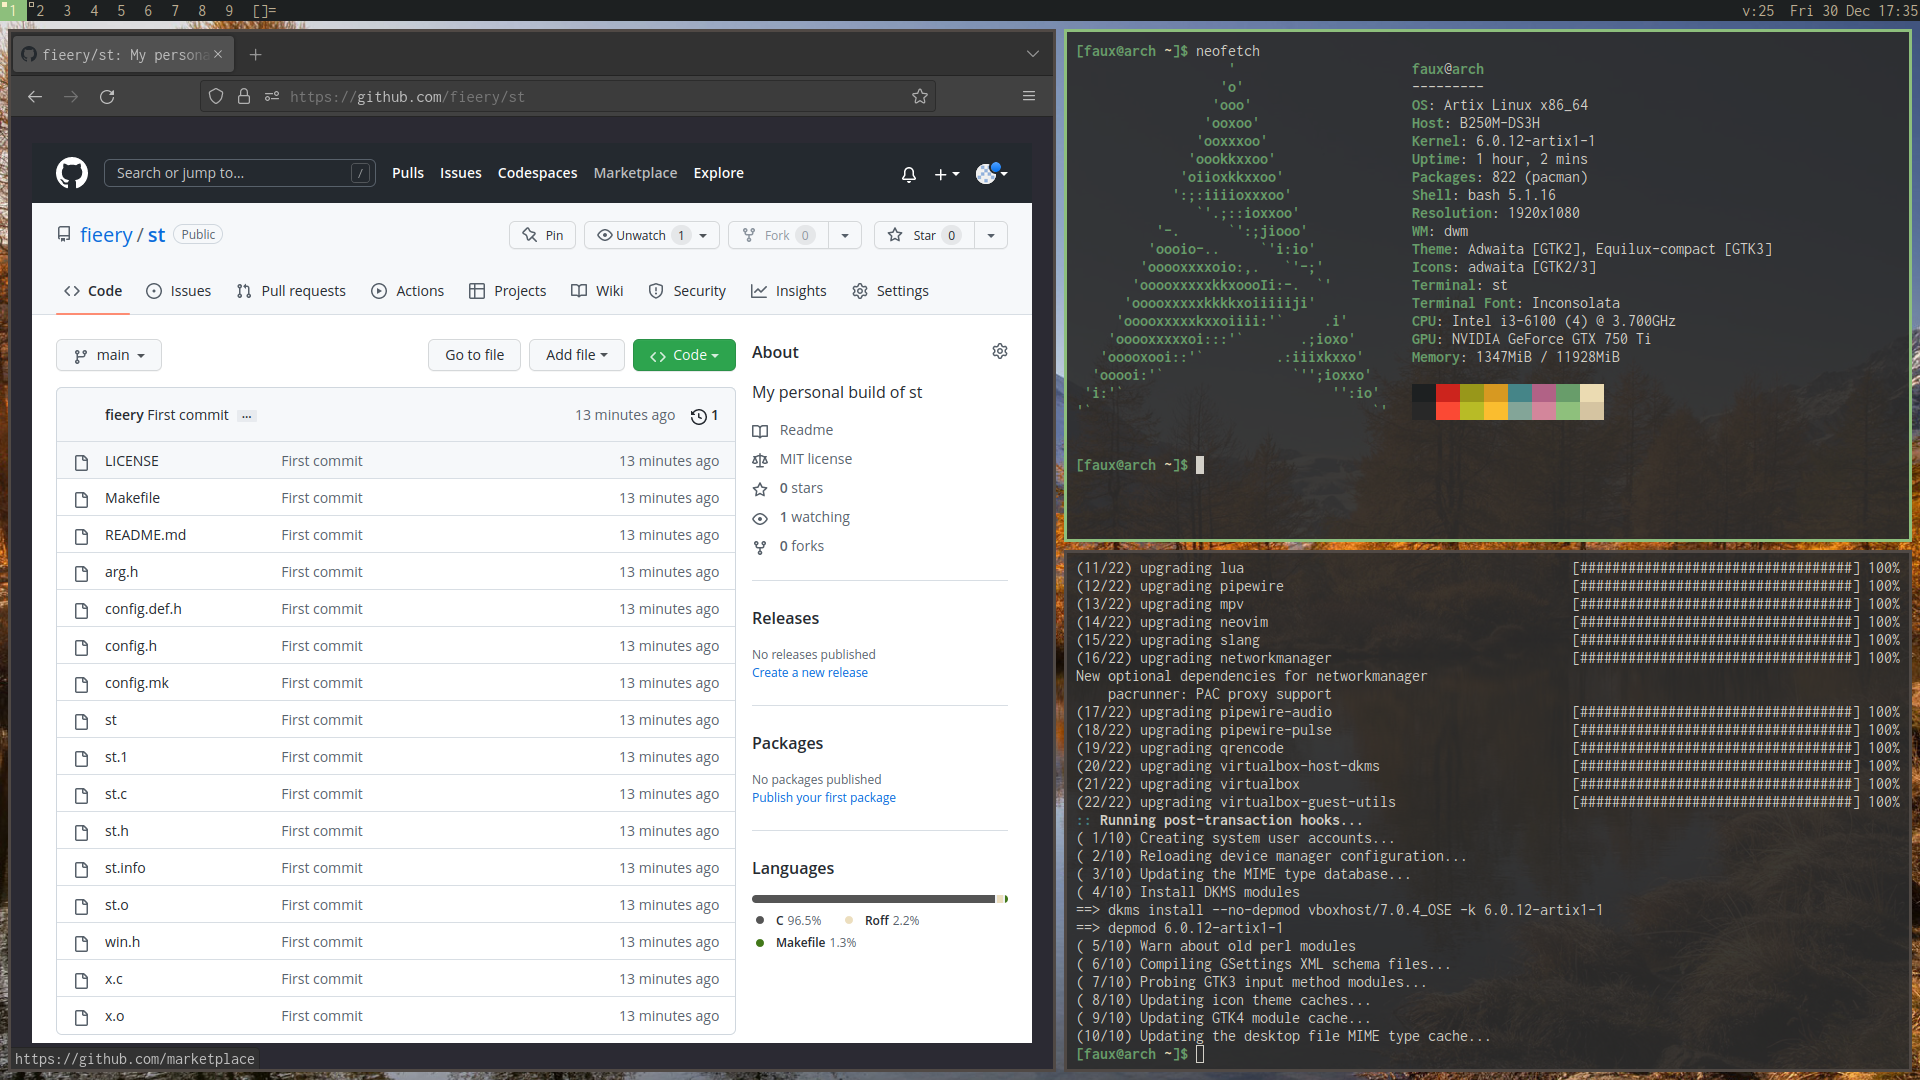 1 2 3 4 5 6 7 8 9 []= v:25 Fri 30 Dec 17:35
fieery/st: My persona
https://github.com/fieery/st
Search or jump to... /
Pulls Issues Codespaces Marketplace Explore
fieery / st Public
Pin Unwatch 1 Fork 0 Star 0
Code Issues Pull requests Actions Projects Wiki Security Insights Settings
main Go to file Add file Code
fieery First commit ... 13 minutes ago 1
LICENSE First commit 13 minutes ago
Makefile First commit 13 minutes ago
README.md First commit 13 minutes ago
arg.h First commit 13 minutes ago
config.def.h First commit 13 minutes ago
config.h First commit 13 minutes ago
config.mk First commit 13 minutes ago
st First commit 13 minutes ago
st.1 First commit 13 minutes ago
st.c First commit 13 minutes ago
st.h First commit 13 minutes ago
st.info First commit 13 minutes ago
st.o First commit 13 minutes ago
win.h First commit 13 minutes ago
x.c First commit 13 minutes ago
x.o First commit 13 minutes ago
About
My personal build of st
Readme
MIT license
0 stars
1 watching
0 forks
Releases
No releases published
Create a new release
Packages
No packages published
Publish your first package
Languages
C 96.5% Roff 2.2%
Makefile 1.3%
https://github.com/marketplace
[faux@arch ~]$ neofetch
'
'o'
'ooo'
'ooxoo'
'ooxxxoo'
'oookkxxoo'
'oiioxkkxxoo'
':;:iiiioxxxoo'
`'.;::ioxxoo'
'-. `':;jiooo'
'oooio-.. `'i:io'
'ooooxxxxoio:,. `'-;'
'ooooxxxxxkkxoooIi:-. `'
'ooooxxxxxkkkkxoiiiiiji'
'ooooxxxxxkxxoiiii:'` .i'
'ooooxxxxxoi:::'` .;ioxo'
'ooooxooi::'` .:iiixkxxo'
'ooooi:'` `'';ioxxo'
'i:'` '':io'
'` `'
faux@arch
---------
OS: Artix Linux x86_64
Host: B250M-DS3H
Kernel: 6.0.12-artix1-1
Uptime: 1 hour, 2 mins
Packages: 822 (pacman)
Shell: bash 5.1.16
Resolution: 1920x1080
WM: dwm
Theme: Adwaita [GTK2], Equilux-compact [GTK3]
Icons: adwaita [GTK2/3]
Terminal: st
Terminal Font: Inconsolata
CPU: Intel i3-6100 (4) @ 3.700GHz
GPU: NVIDIA GeForce GTX 750 Ti
Memory: 1347MiB / 11928MiB
[faux@arch ~]$
(11/22) upgrading lua [##################################] 100%
(12/22) upgrading pipewire [##################################] 100%
(13/22) upgrading mpv [##################################] 100%
(14/22) upgrading neovim [##################################] 100%
(15/22) upgrading slang [##################################] 100%
(16/22) upgrading networkmanager [##################################] 100%
New optional dependencies for networkmanager
pacrunner: PAC proxy support
(17/22) upgrading pipewire-audio [##################################] 100%
(18/22) upgrading pipewire-pulse [##################################] 100%
(19/22) upgrading qrencode [##################################] 100%
(20/22) upgrading virtualbox-host-dkms [##################################] 100%
(21/22) upgrading virtualbox [##################################] 100%
(22/22) upgrading virtualbox-guest-utils [##################################] 100%
:: Running post-transaction hooks...
( 1/10) Creating system user accounts...
( 2/10) Reloading device manager configuration...
( 3/10) Updating the MIME type database...
( 4/10) Install DKMS modules
==> dkms install --no-depmod vboxhost/7.0.4_OSE -k 6.0.12-artix1-1
==> depmod 6.0.12-artix1-1
( 5/10) Warn about old perl modules
( 6/10) Compiling GSettings XML schema files...
( 7/10) Probing GTK3 input method modules...
( 8/10) Updating icon theme caches...
( 9/10) Updating GTK4 module cache...
(10/10) Updating the desktop file MIME type cache...
[faux@arch ~]$